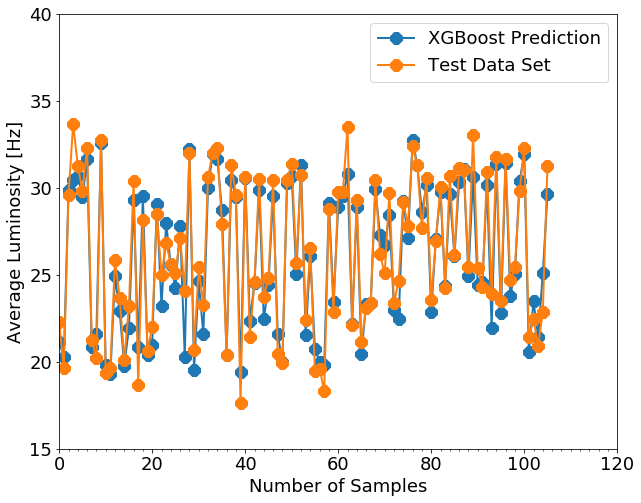 XGBoost Prediction
Test Data Set
40
35
30
25
20
15
Average Luminosity [Hz]
0 20 40 60 80 100 120
Number of Samples